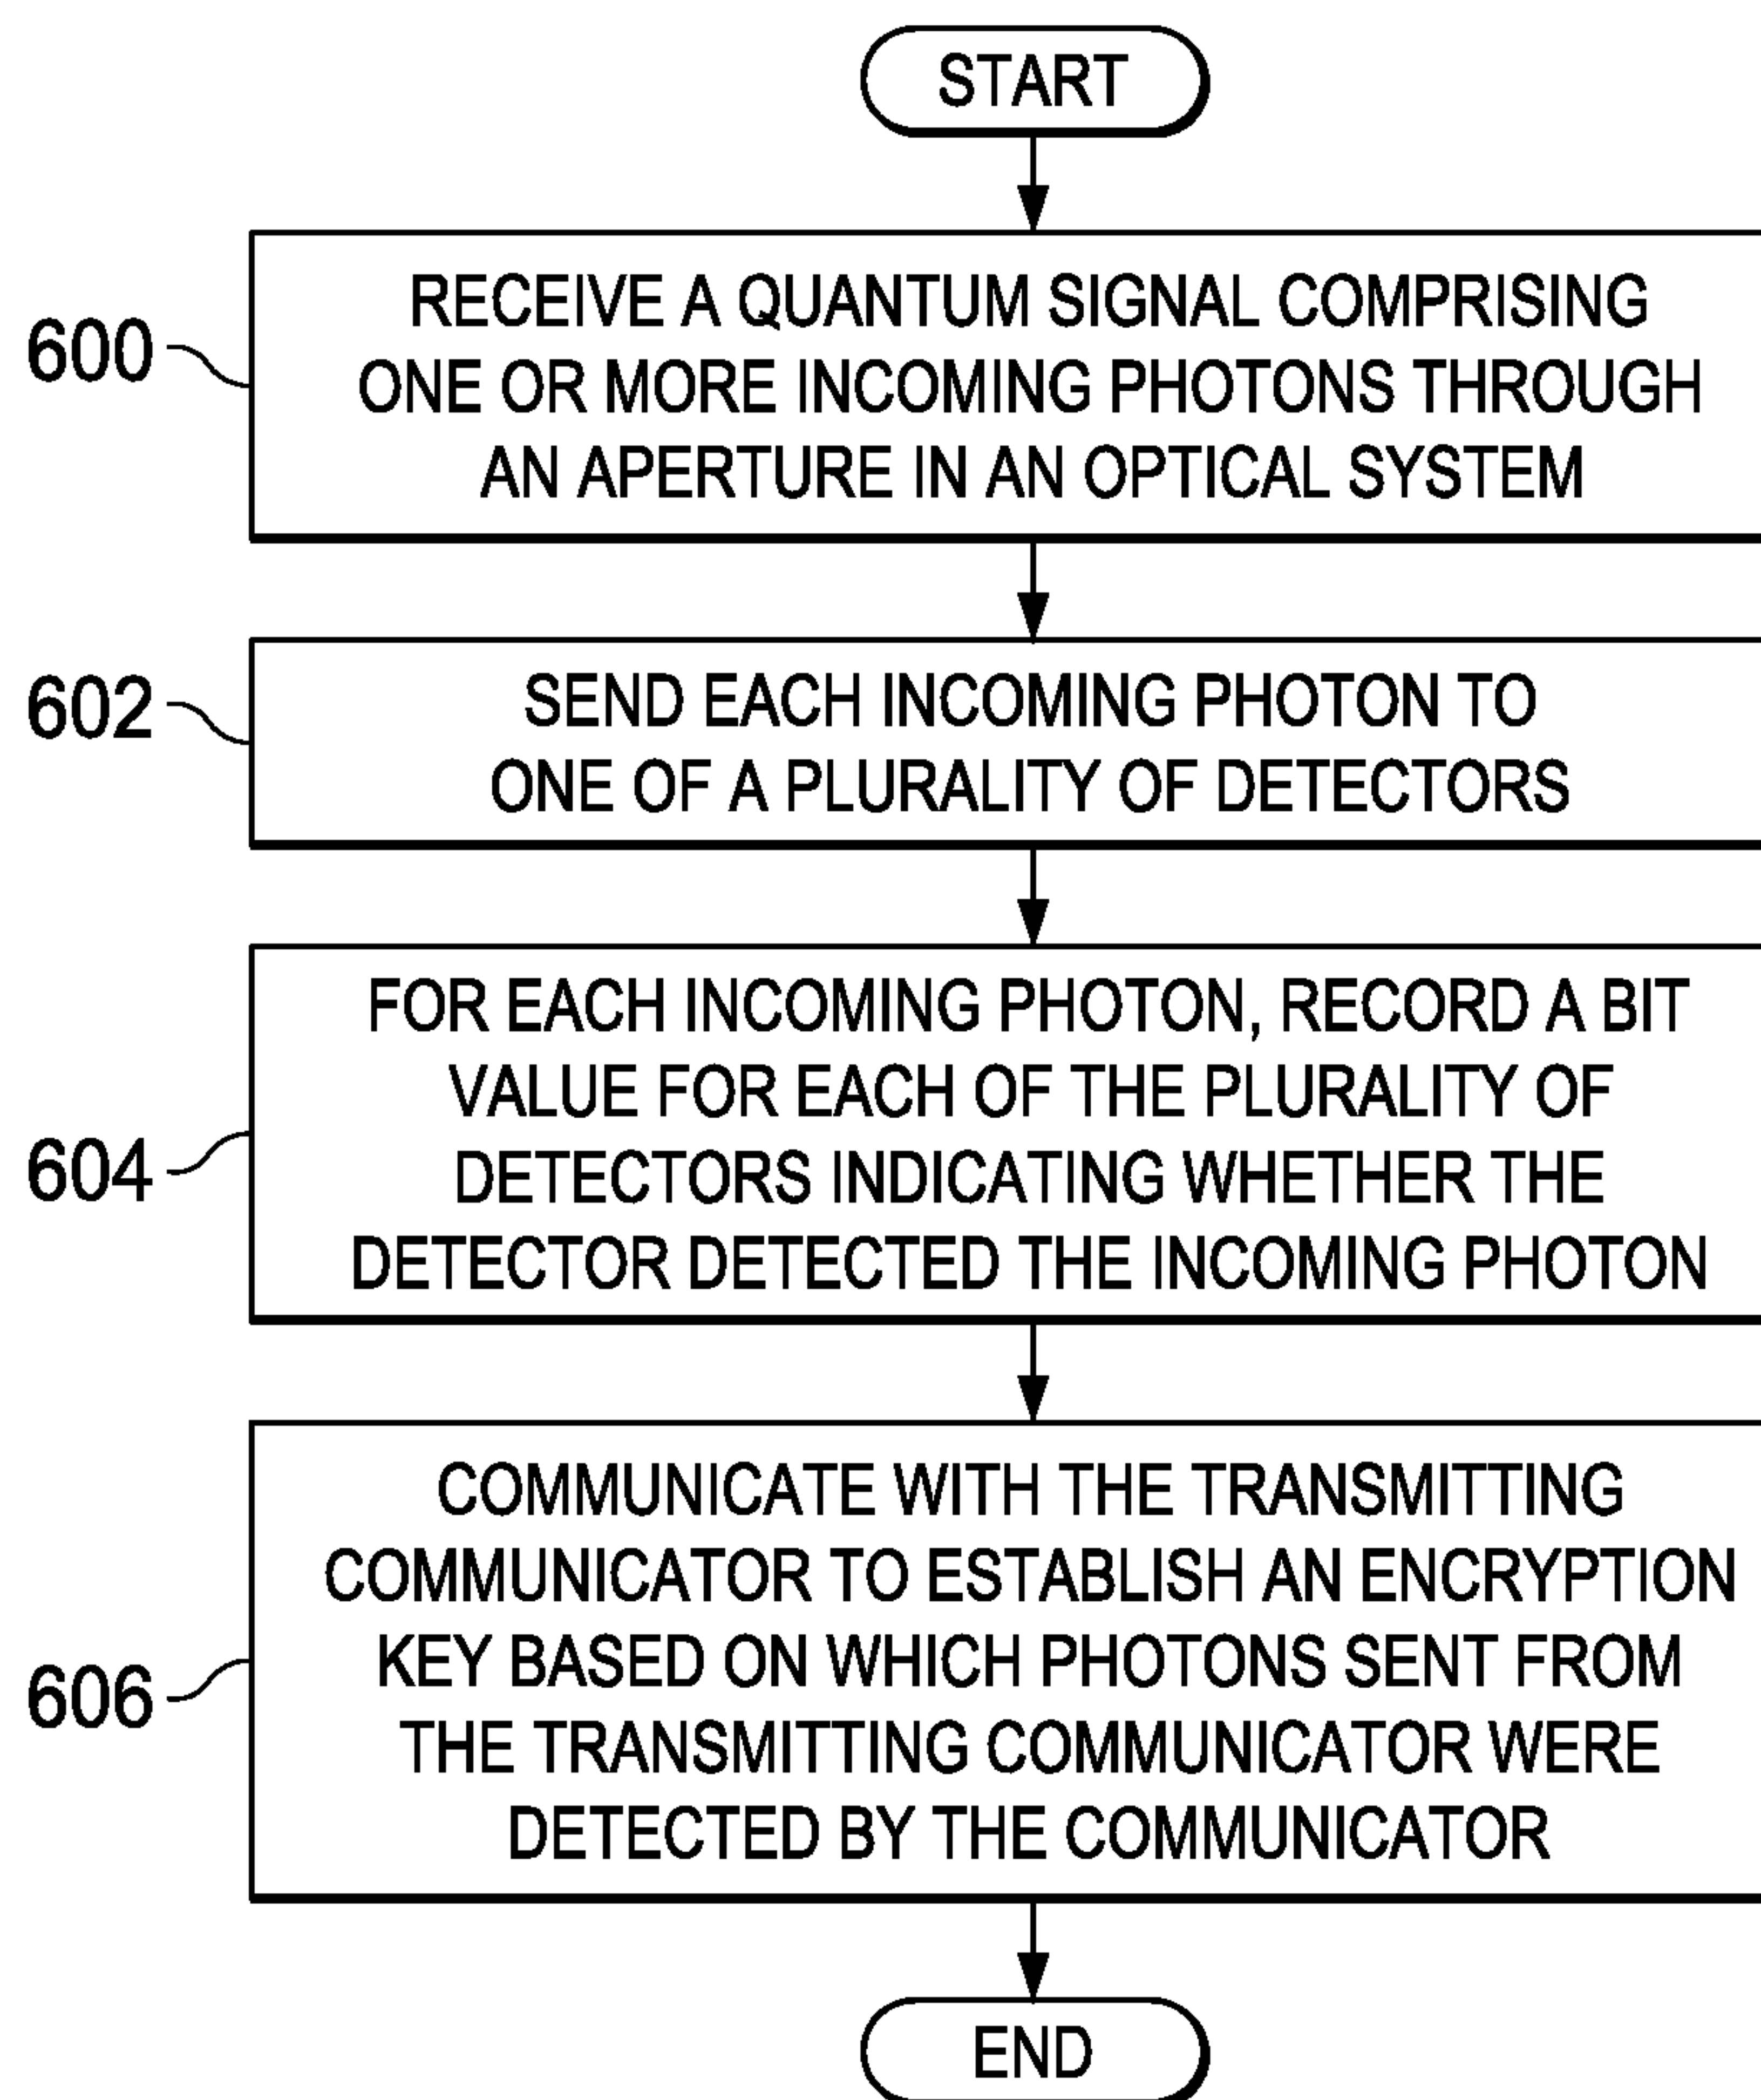 START
600
RECEIVE A QUANTUM SIGNAL COMPRISING
ONE OR MORE INCOMING PHOTONS THROUGH
AN APERTURE IN AN OPTICAL SYSTEM
602
SEND EACH INCOMING PHOTON TO
ONE OF A PLURALITY OF DETECTORS
604
FOR EACH INCOMING PHOTON, RECORD A BIT
VALUE FOR EACH OF THE PLURALITY OF
DETECTORS INDICATING WHETHER THE
DETECTOR DETECTED THE INCOMING PHOTON
606
COMMUNICATE WITH THE TRANSMITTING
COMMUNICATOR TO ESTABLISH AN ENCRYPTION
KEY BASED ON WHICH PHOTONS SENT FROM
THE TRANSMITTING COMMUNICATOR WERE
DETECTED BY THE COMMUNICATOR
END